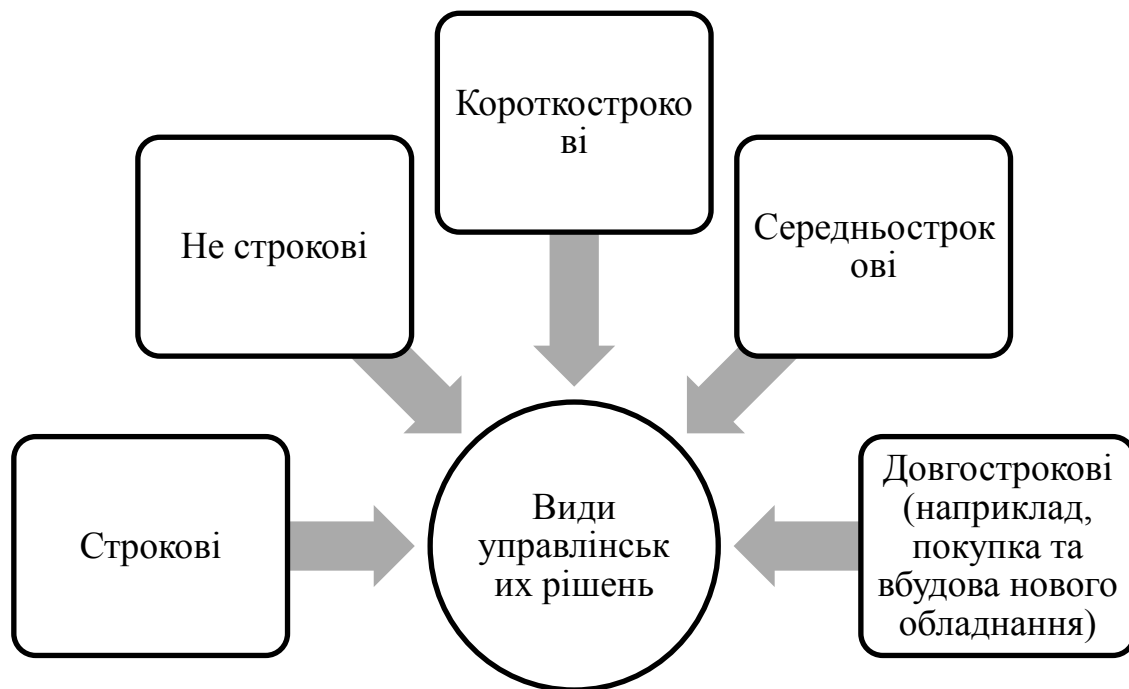 Короткостроко
ві
Не строкові
Середньострок
ові
Строкові
Види
управлінськ
их рішень
Довгострокові
(наприклад,
покупка та
вбудова нового
обладнання)